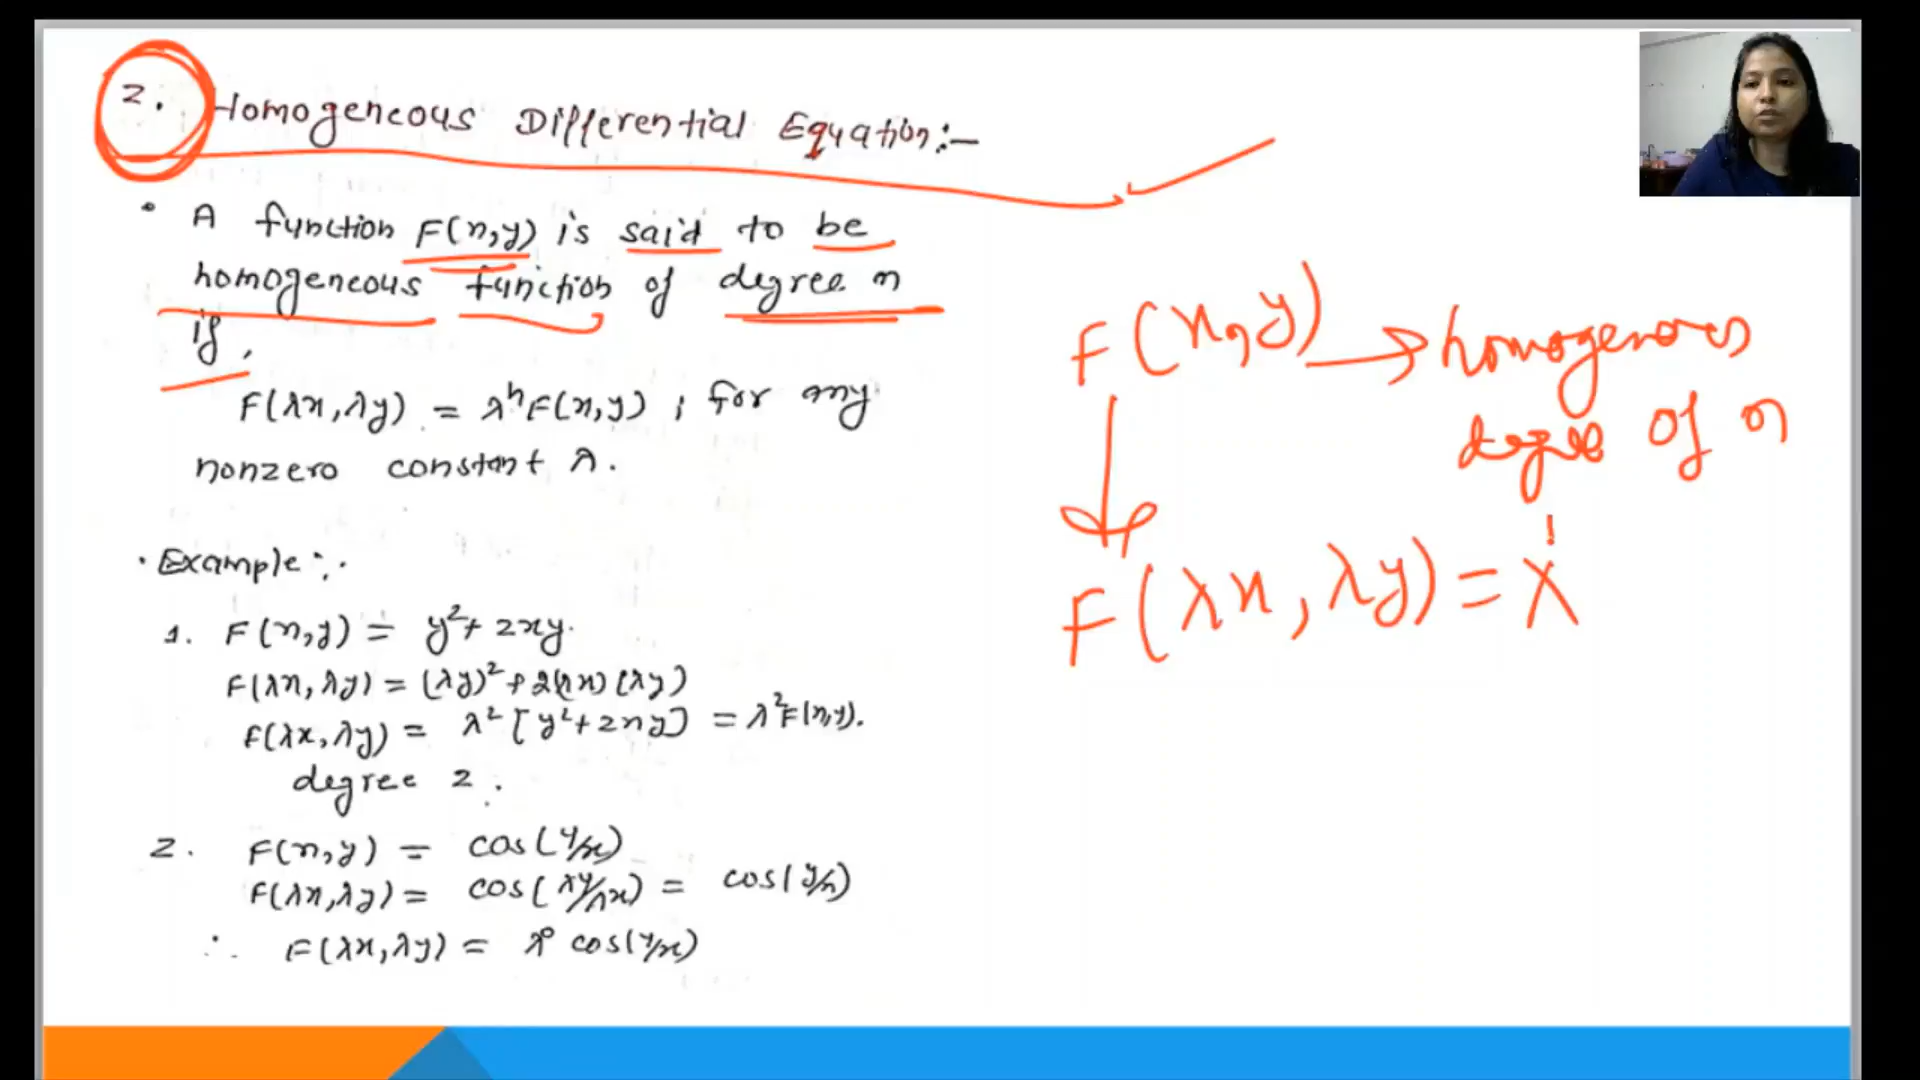 2. Homogeneous Differential Equation:-
• A function F(x,y) is said to be
homogeneous function of degree n
if,
F(λx, λy) = λⁿF(x,y) ; for any
nonzero constant λ.
• Example:-
1. F(x,y) = y²+ 2xy.
F(λx, λy) = (λy)² + 2(λx)(λy)
F(λx, λy) = λ² [y²+2xy] = λ²F(x,y).
degree 2.
2. F(x,y) = cos(y/x)
F(λx,λy) = cos(λy/λx) = cos(y/x)
∴ F(λx,λy) = λ⁰ cos(y/x)
F(x,y) → homogenous
degree of n
F(λx, λy) = λ